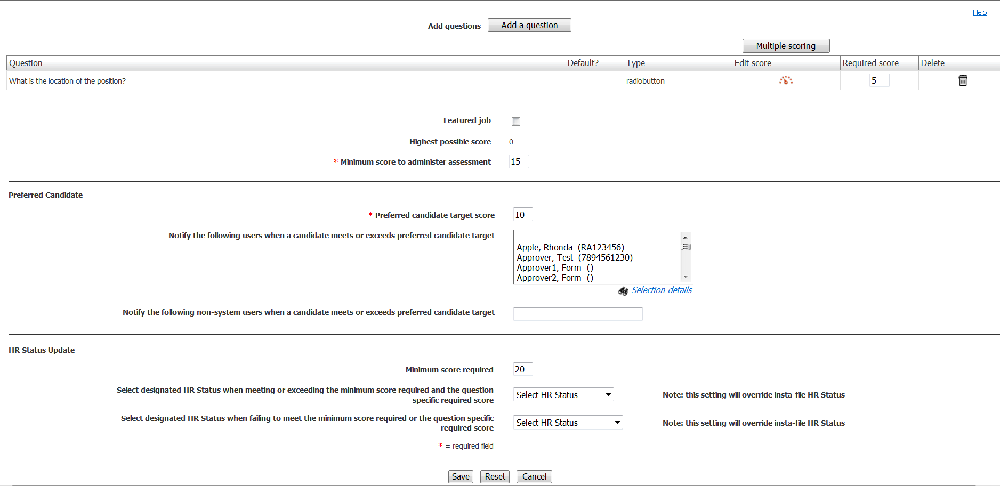 Help
Add questions Add a question
Multiple scoring
Question Default? Type Edit score Required score Delete
What is the location of the position? radiobutton 5
Featured job
Highest possible score 0
* Minimum score to administer assessment 15
Preferred Candidate
* Preferred candidate target score 10
Notify the following users when a candidate meets or exceeds preferred candidate target
Apple, Rhonda (RA123456)
Approver, Test (7894561230)
Approver1, Form ()
Approver2, Form ()
Selection details
Notify the following non-system users when a candidate meets or exceeds preferred candidate target
HR Status Update
Minimum score required 20
Select designated HR Status when meeting or exceeding the minimum score required and the question
specific required score
Select HR Status Note: this setting will override insta-file HR Status
Select designated HR Status when failing to meet the minimum score required or the question specific
required score
Select HR Status Note: this setting will override insta-file HR Status
* = required field
Save Reset Cancel